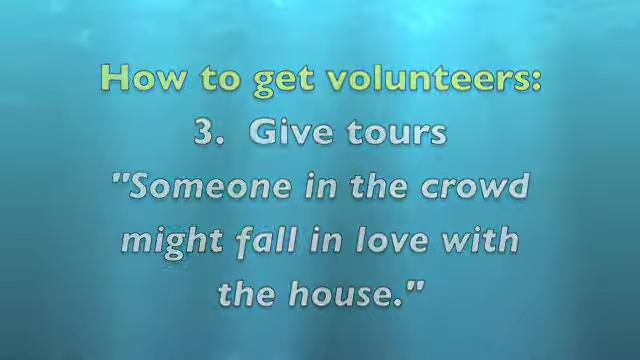 How to get volunteers:
3. Give tours
"Someone in the crowd
might fall in love with
the house."